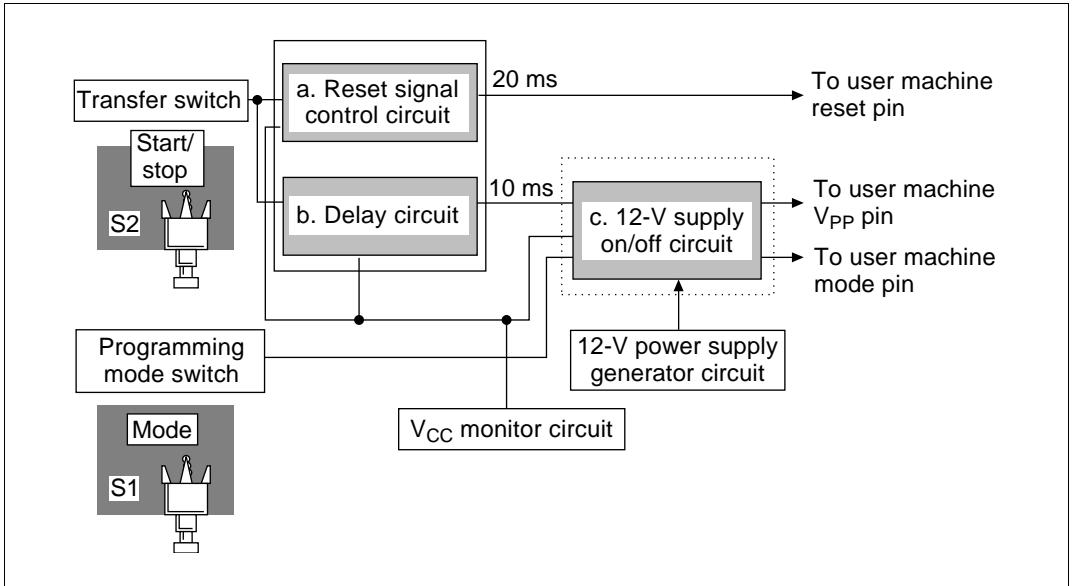 Transfer switch
Start/
stop
S2
a. Reset signal
control circuit
20 ms
To user machine
reset pin
b. Delay circuit
10 ms
c. 12-V supply
on/off circuit
To user machine
VPP pin
To user machine
mode pin
Programming
mode switch
12-V power supply
generator circuit
VCC monitor circuit
Mode
S1